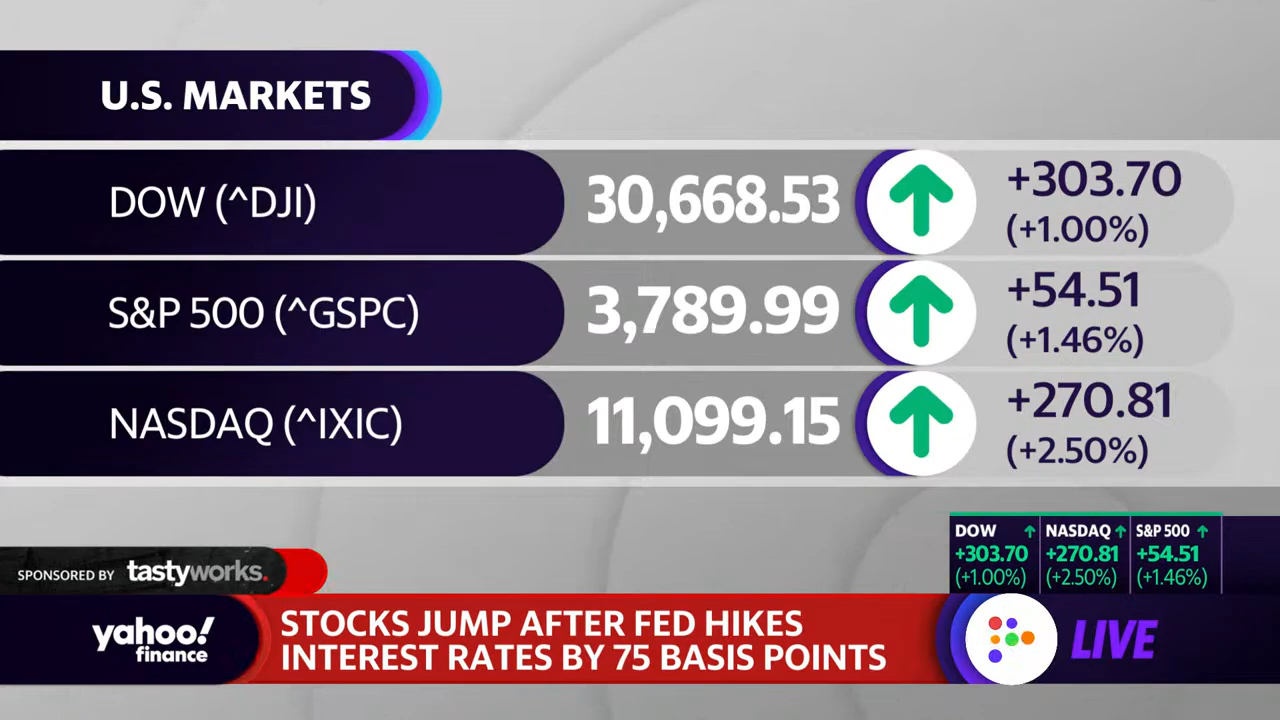 U.S. MARKETS
DOW (^DJI)
30,668.53
+303.70
(+1.00%)
S&P 500 (^GSPC)
3,789.99
+54.51
(+1.46%)
NASDAQ (^IXIC)
11,099.15
+270.81
(+2.50%)
DOW
+303.70
(+1.00%)
NASDAQ
+270.81
(+2.50%)
S&P 500
+54.51
(+1.46%)
SPONSORED BY tastyworks.
yahoo!
finance
STOCKS JUMP AFTER FED HIKES
INTEREST RATES BY 75 BASIS POINTS
LIVE